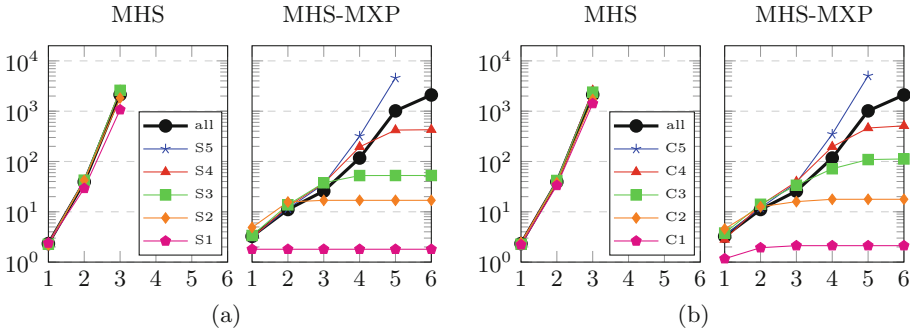 MHS MHS-MXP MHS MHS-MXP
10^4 10^4
10^3 10^3
all all
S5 C5
10^2 S4 10^2 C4
S3 C3
10^1 S2 10^1 C2
S1 C1
10^0 10^0
1 2 3 4 5 6 1 2 3 4 5 6 1 2 3 4 5 6 1 2 3 4 5 6
(a) (b)